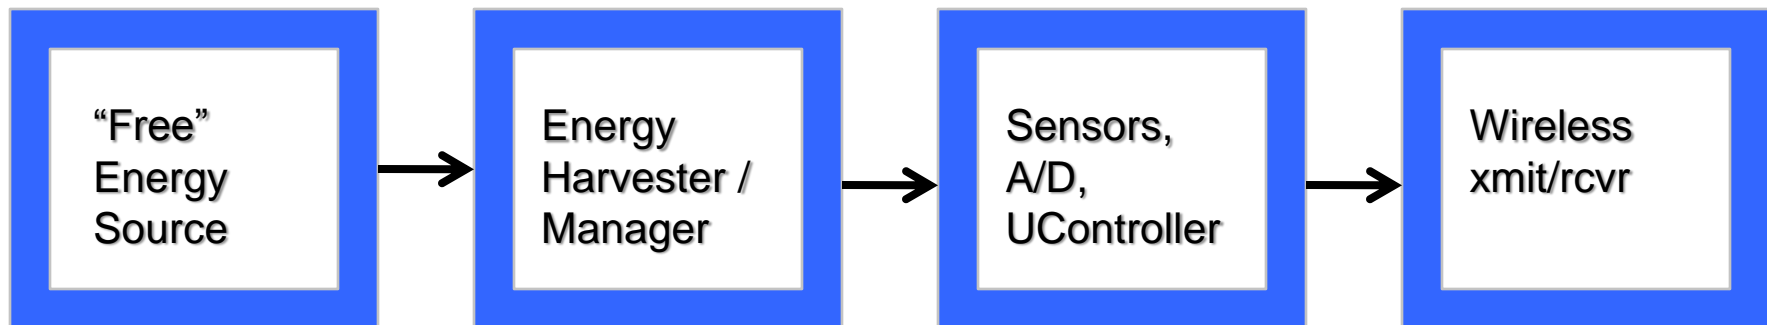 “Free”
Energy
Source
Energy
Harvester /
Manager
Sensors,
A/D,
UController
Wireless
xmit/rcvr